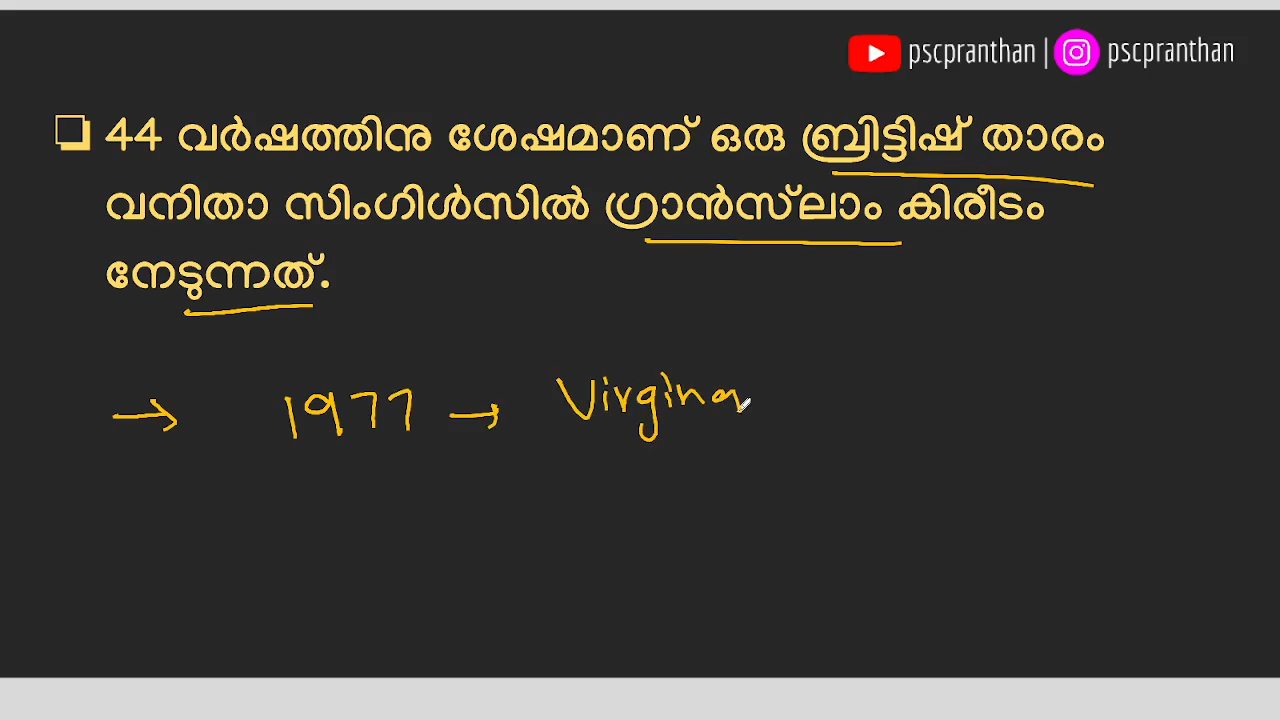 pscpranthan | pscpranthan
44 വർഷത്തിനു ശേഷമാണ് ഒരു ബ്രിട്ടിഷ് താരം
വനിതാ സിംഗിൾസിൽ ഗ്രാൻസ്‌ലാം കിരീടം
നേടുന്നത്.
→ 1977 → Virgina